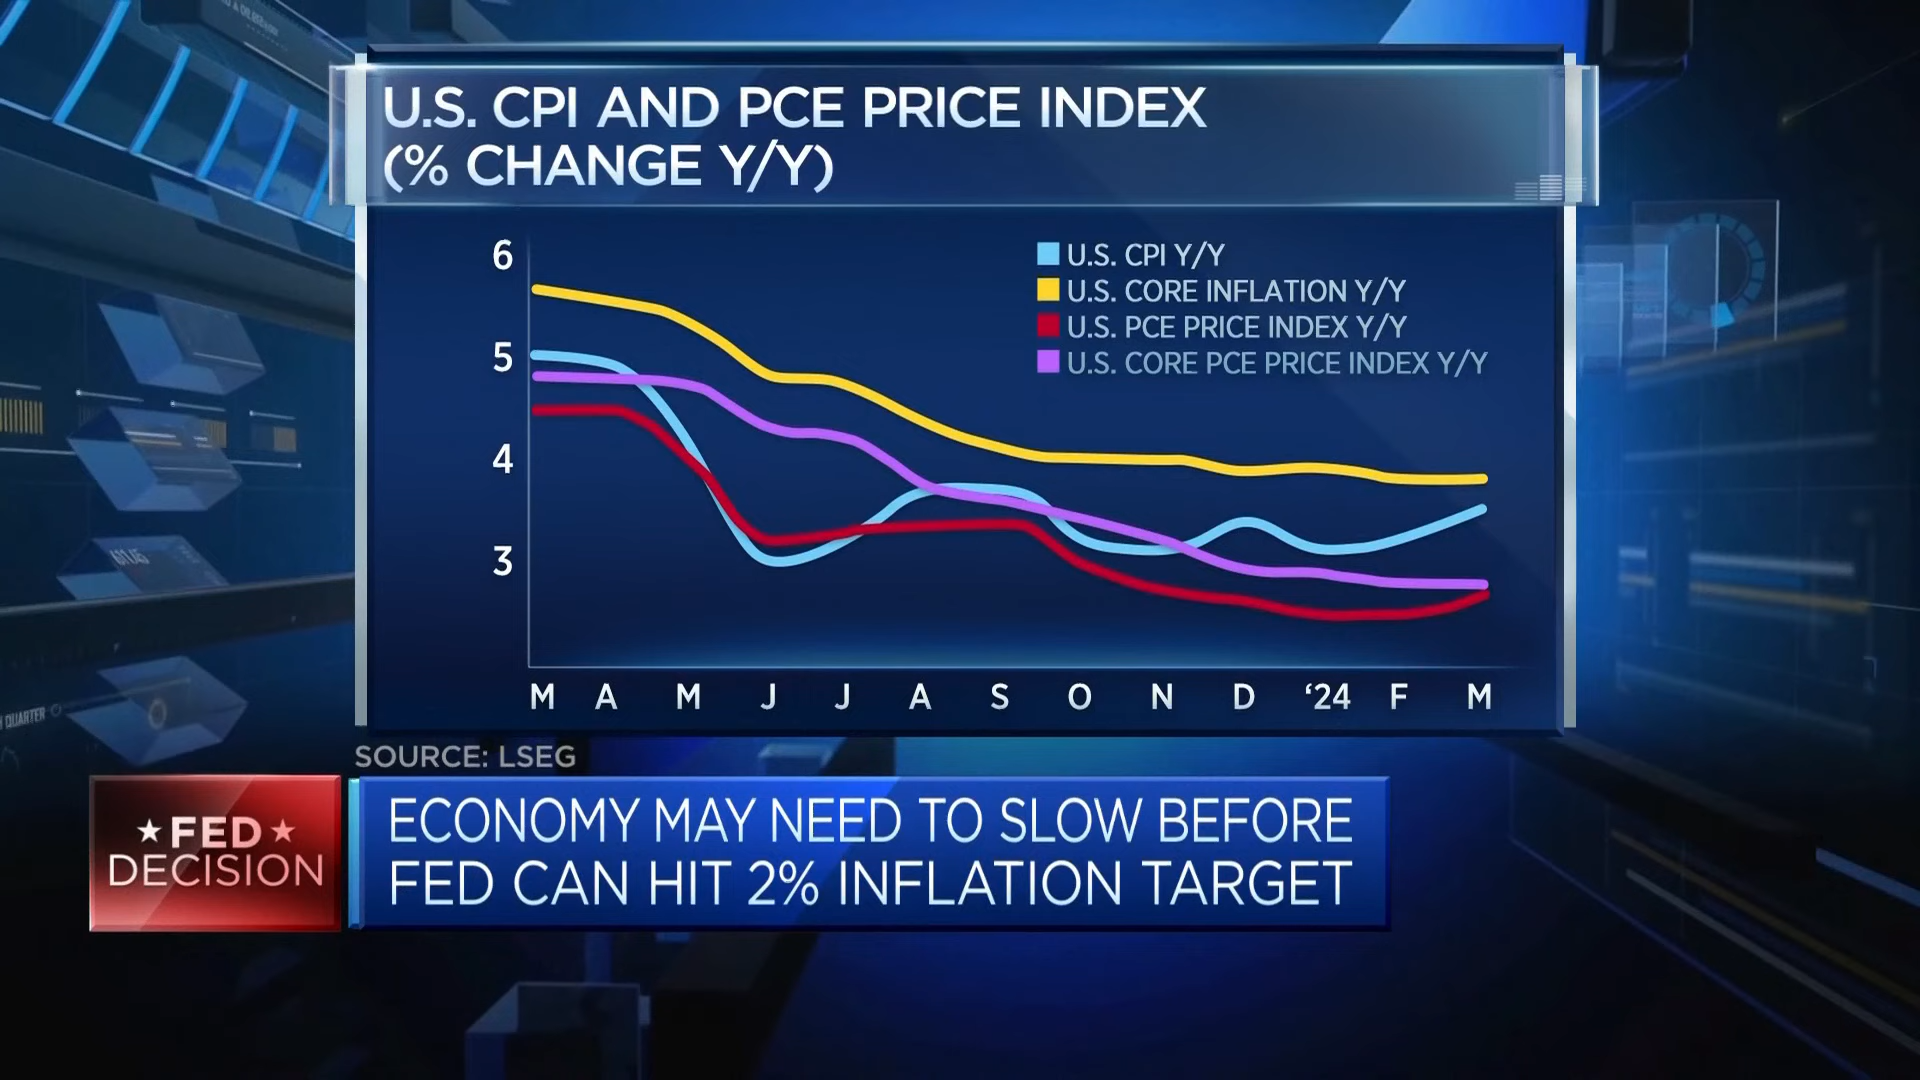 U.S. CPI AND PCE PRICE INDEX
(% CHANGE Y/Y)
U.S. CPI Y/Y
U.S. CORE INFLATION Y/Y
U.S. PCE PRICE INDEX Y/Y
U.S. CORE PCE PRICE INDEX Y/Y
6
5
4
3
M A M J J A S O N D ‘24 F M
SOURCE: LSEG
FED
DECISION
ECONOMY MAY NEED TO SLOW BEFORE
FED CAN HIT 2% INFLATION TARGET
QUARTER